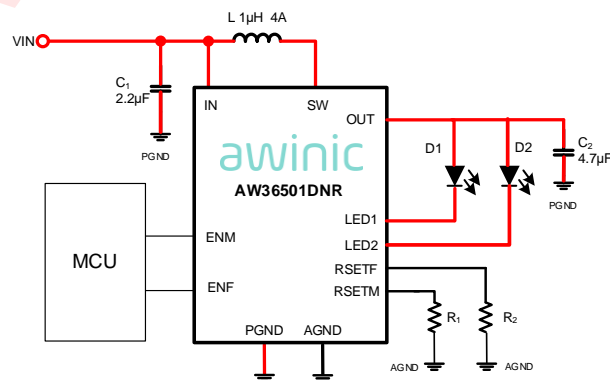 L 1µH 4A
VIN
C₁
2.2µF
PGND
IN
SW
OUT
awinic
AW36501DNR
D1
D2
C₂
4.7µF
PGND
LED1
LED2
MCU
ENM
ENF
RSETF
RSETM
R₁
R₂
PGND
AGND
AGND
AGND